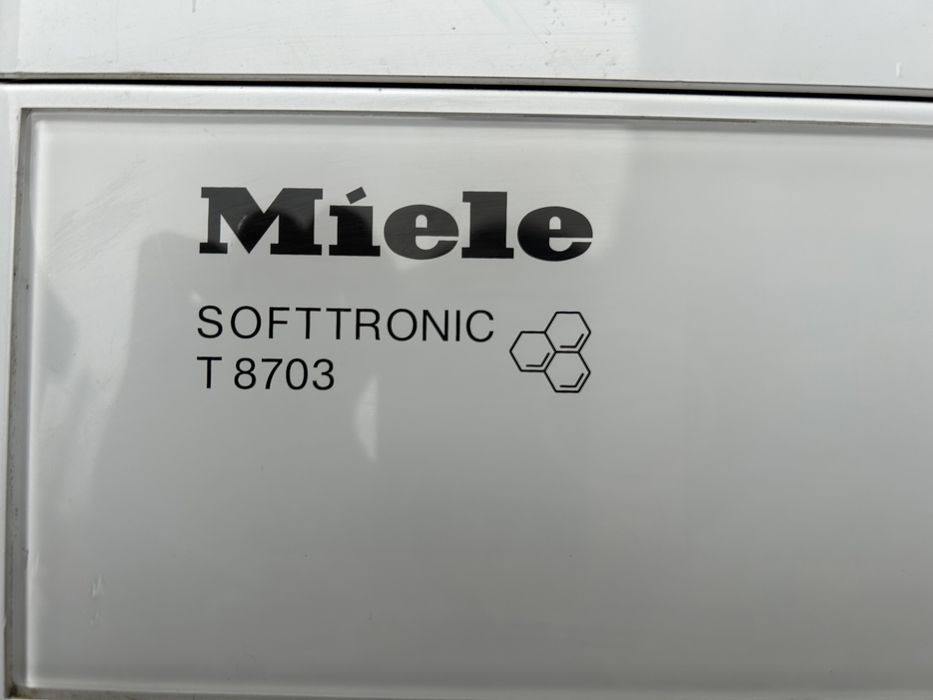 Miele
SOFTTRONIC
T 8703